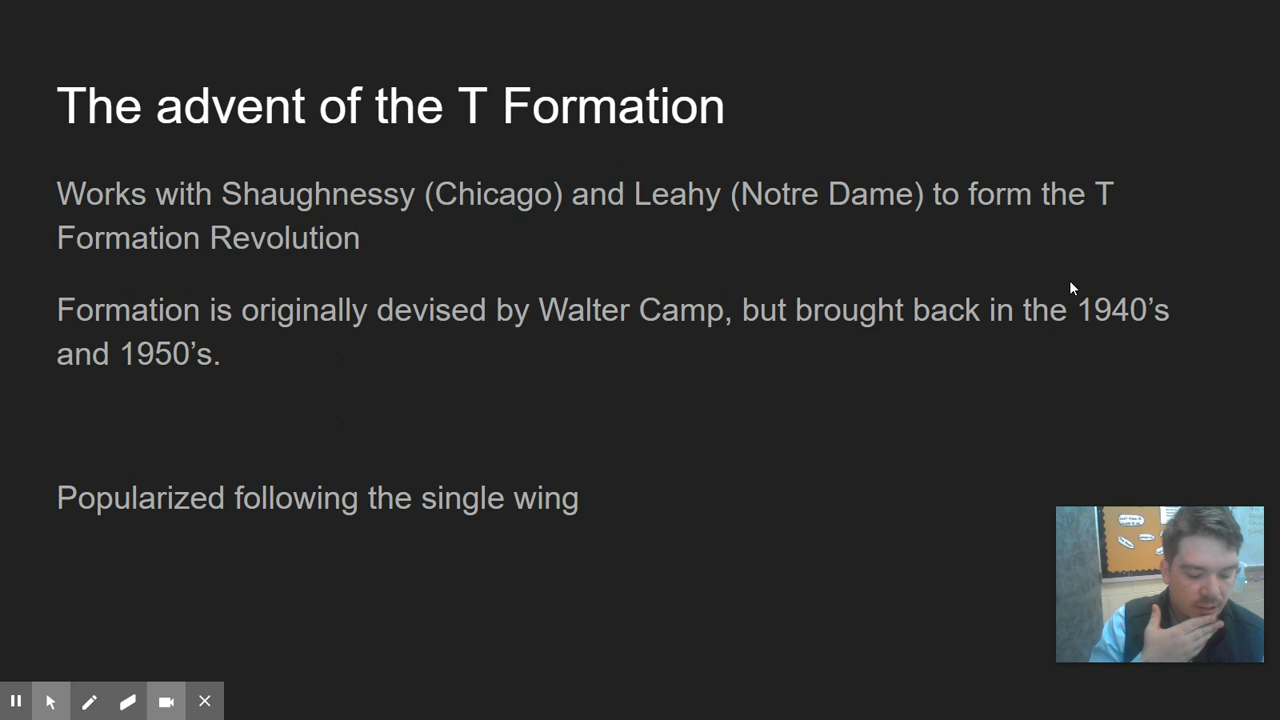 The advent of the T Formation
Works with Shaughnessy (Chicago) and Leahy (Notre Dame) to form the T
Formation Revolution
Formation is originally devised by Walter Camp, but brought back in the 1940’s
and 1950’s.
Popularized following the single wing